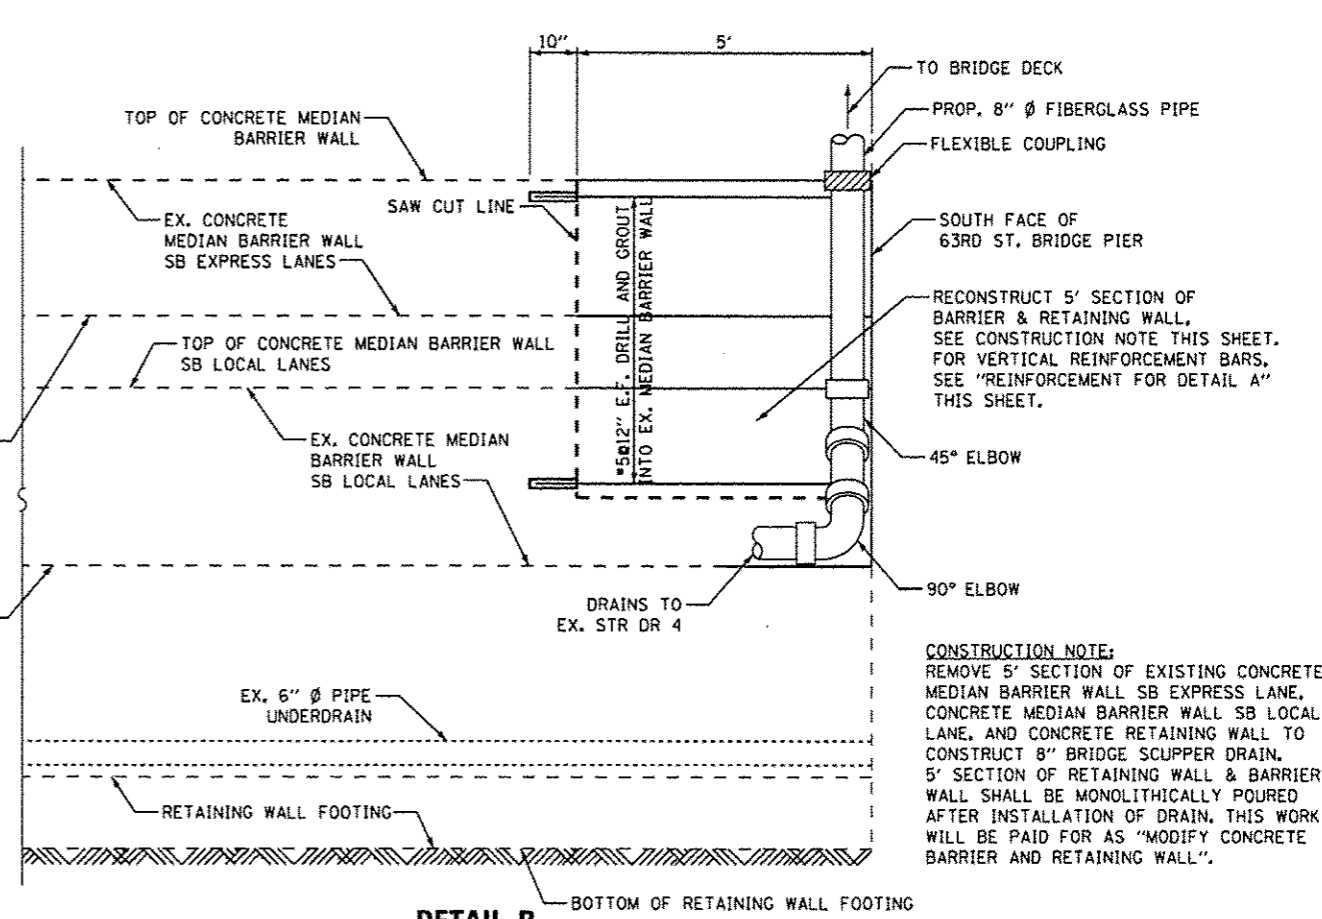 10"
5'
TO BRIDGE DECK
PROP. 8" Ø FIBERGLASS PIPE
FLEXIBLE COUPLING
TOP OF CONCRETE MEDIAN
BARRIER WALL
SAW CUT LINE
EX. CONCRETE
MEDIAN BARRIER WALL
SB EXPRESS LANES
SOUTH FACE OF
63RD ST. BRIDGE PIER
#5@12" E.F. DRILL AND GROUT
INTO EX. MEDIAN BARRIER WALL
RECONSTRUCT 5' SECTION OF
BARRIER & RETAINING WALL.
SEE CONSTRUCTION NOTE THIS SHEET.
FOR VERTICAL REINFORCEMENT BARS,
SEE "REINFORCEMENT FOR DETAIL A"
THIS SHEET.
TOP OF CONCRETE MEDIAN BARRIER WALL
SB LOCAL LANES
EX. CONCRETE MEDIAN
BARRIER WALL
SB LOCAL LANES
45° ELBOW
90° ELBOW
DRAINS TO
EX. STR DR 4
EX. 6" Ø PIPE
UNDERDRAIN
RETAINING WALL FOOTING
CONSTRUCTION NOTE:
REMOVE 5' SECTION OF EXISTING CONCRETE
MEDIAN BARRIER WALL SB EXPRESS LANE,
CONCRETE MEDIAN BARRIER WALL SB LOCAL
LANE, AND CONCRETE RETAINING WALL TO
CONSTRUCT 8" BRIDGE SCUPPER DRAIN.
5' SECTION OF RETAINING WALL & BARRIER
WALL SHALL BE MONOLITHICALLY POURED
AFTER INSTALLATION OF DRAIN. THIS WORK
WILL BE PAID FOR AS "MODIFY CONCRETE
BARRIER AND RETAINING WALL".
BOTTOM OF RETAINING WALL FOOTING
DETAIL B